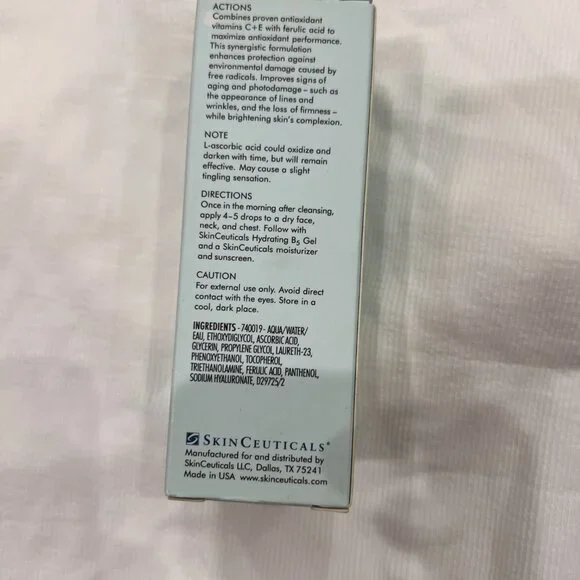 ACTIONS
Combines proven antioxidant
vitamins C+E with ferulic acid to
maximize antioxidant performance.
This synergistic formulation
enhances protection against
environmental damage caused by
free radicals. Improves signs of
aging and photodamage – such as
the appearance of lines and
wrinkles, and the loss of firmness –
while brightening skin's complexion.
NOTE
L-ascorbic acid could oxidize and
darken with time, but will remain
effective. May cause a slight
tingling sensation.
DIRECTIONS
Once in the morning after cleansing,
apply 4–5 drops to a dry face,
neck, and chest. Follow with
SkinCeuticals Hydrating B5 Gel
and a SkinCeuticals moisturizer
and sunscreen.
CAUTION
For external use only. Avoid direct
contact with the eyes. Store in a
cool, dark place.
INGREDIENTS - 740019 - AQUA/WATER/
EAU, ETHOXYDIGLYCOL, ASCORBIC ACID,
GLYCERIN, PROPYLENE GLYCOL, LAURETH-23,
PHENOXYETHANOL, TOCOPHEROL,
TRIETHANOLAMINE, FERULIC ACID, PANTHENOL,
SODIUM HYALURONATE, D29725/2
SKINCEUTICALS®
Manufactured for and distributed by
SkinCeuticals LLC, Dallas, TX 75241
Made in USA www.skinceuticals.com